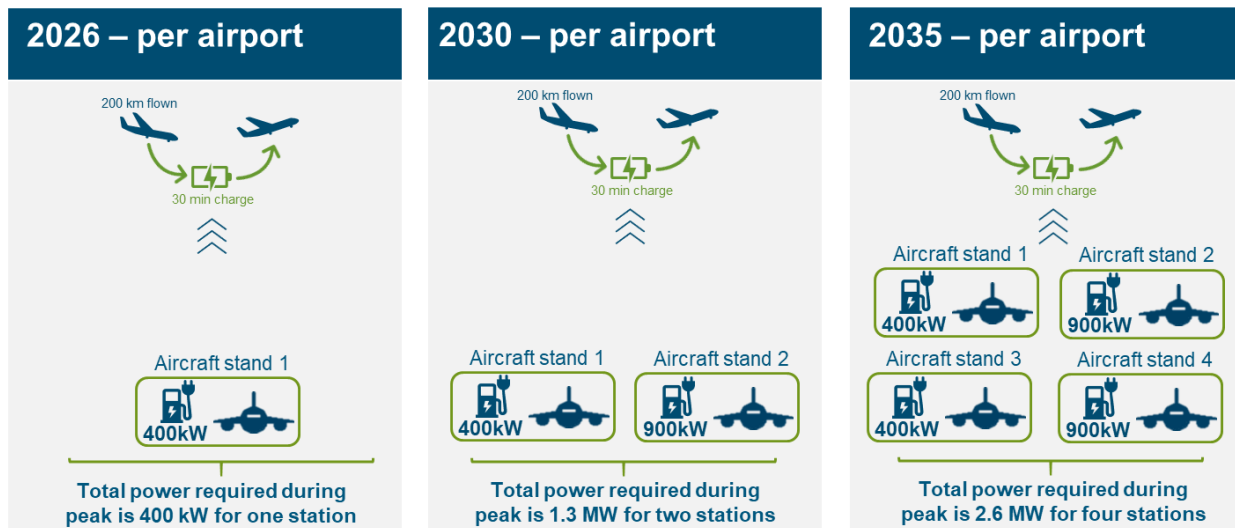 2026 – per airport
200 km flown
30 min charge
Aircraft stand 1
400kW
Total power required during
peak is 400 kW for one station
2030 – per airport
200 km flown
30 min charge
Aircraft stand 1
Aircraft stand 2
400kW
900kW
Total power required during
peak is 1.3 MW for two stations
2035 – per airport
200 km flown
30 min charge
Aircraft stand 1
Aircraft stand 2
400kW
900kW
Aircraft stand 3
Aircraft stand 4
400kW
900kW
Total power required during
peak is 2.6 MW for four stations